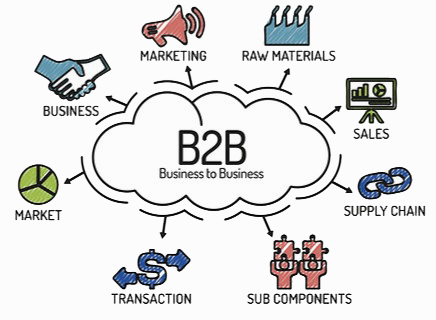 MARKETING
RAW MATERIALS
BUSINESS
SALES
B2B
Business to Business
MARKET
SUPPLY CHAIN
TRANSACTION
SUB COMPONENTS